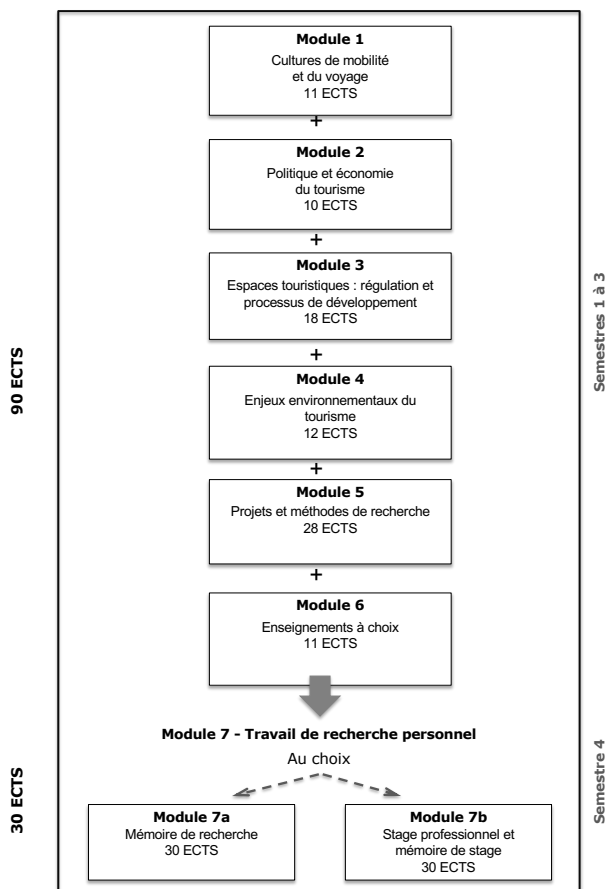 Module 1
Cultures de mobilité
et du voyage
11 ECTS
+
Module 2
Politique et économie
du tourisme
10 ECTS
+
Module 3
Espaces touristiques : régulation et
processus de développement
18 ECTS
+
Module 4
Enjeux environnementaux du
tourisme
12 ECTS
+
Module 5
Projets et méthodes de recherche
28 ECTS
+
Module 6
Enseignements à choix
11 ECTS
90 ECTS
Semestres 1 à 3
Module 7 - Travail de recherche personnel
Au choix
Module 7a
Mémoire de recherche
30 ECTS
Module 7b
Stage professionnel et
mémoire de stage
30 ECTS
30 ECTS
Semestre 4